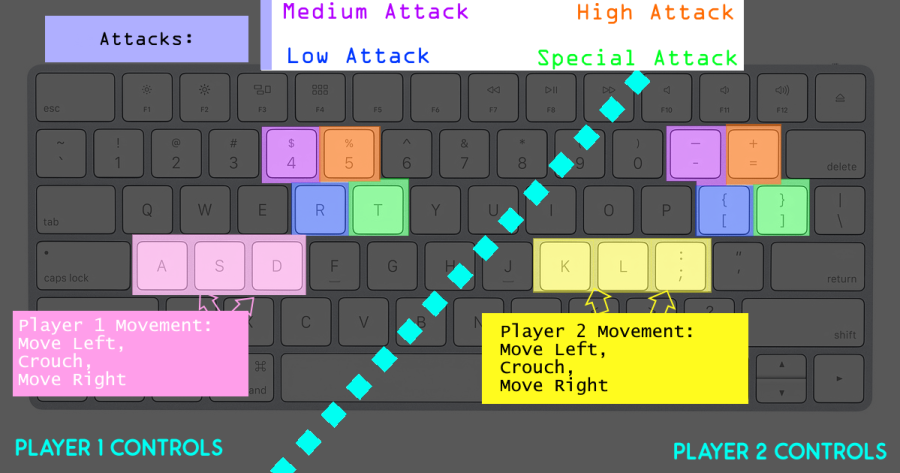 Medium Attack High Attack
Attacks:
Low Attack Special Attack
esc F1 F2 F3 F4 F5 F6 F7 F8 F9 F10 F11 F12
~ ` ! 1 @ 2 # 3 $ 4 % 5 ^ 6 & 7 * 8 9 ) 0 — - + = delete
tab Q W E R T Y U I O P { [ } ] | \
caps lock A S D F G H J K L : ; " ' return
X C V B N ? shift
Player 1 Movement:
Move Left,
Crouch,
Move Right
Player 2 Movement:
Move Left,
Crouch,
Move Right
⌘
PLAYER 1 CONTROLS
PLAYER 2 CONTROLS